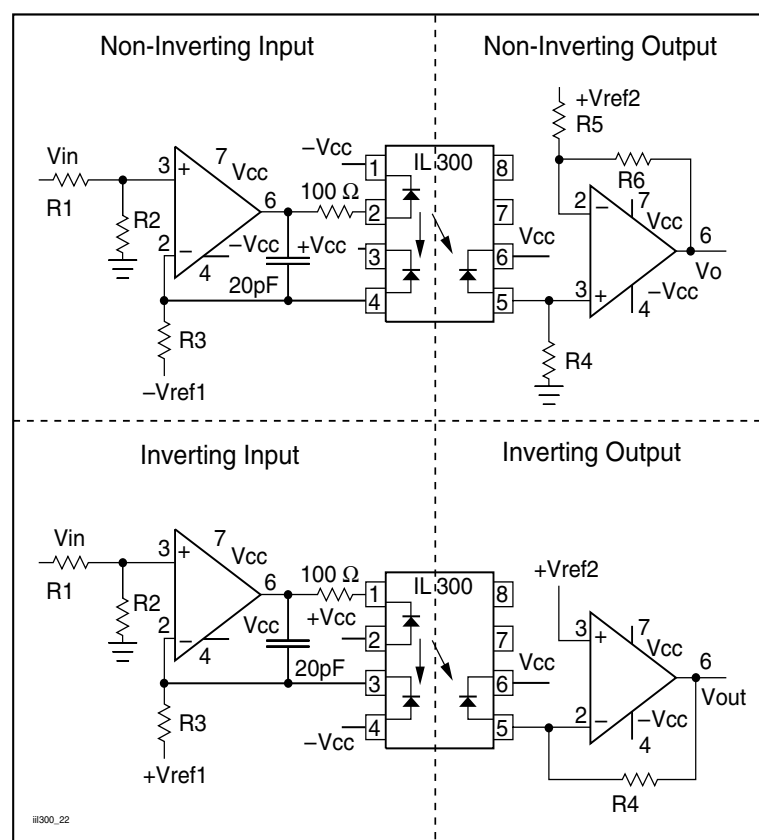 Non-Inverting Input
Non-Inverting Output
Vin
R1
R2
3
+
2
−
7
Vcc
6
−Vcc
4
100 Ω
20pF
R3
−Vref1
−Vcc
+Vcc
IL 300
1
2
3
4
8
7
6
5
Vcc
+Vref2
R5
R6
R4
2
−
3
+
7
Vcc
6
Vo
−Vcc
4
Inverting Input
Inverting Output
Vin
R1
R2
3
+
2
−
7
Vcc
6
Vcc
4
100 Ω
20pF
R3
+Vref1
+Vcc
−Vcc
IL 300
1
2
3
4
8
7
6
5
Vcc
+Vref2
3
+
2
−
7
Vcc
6
Vout
−Vcc
4
R4
iil300_22